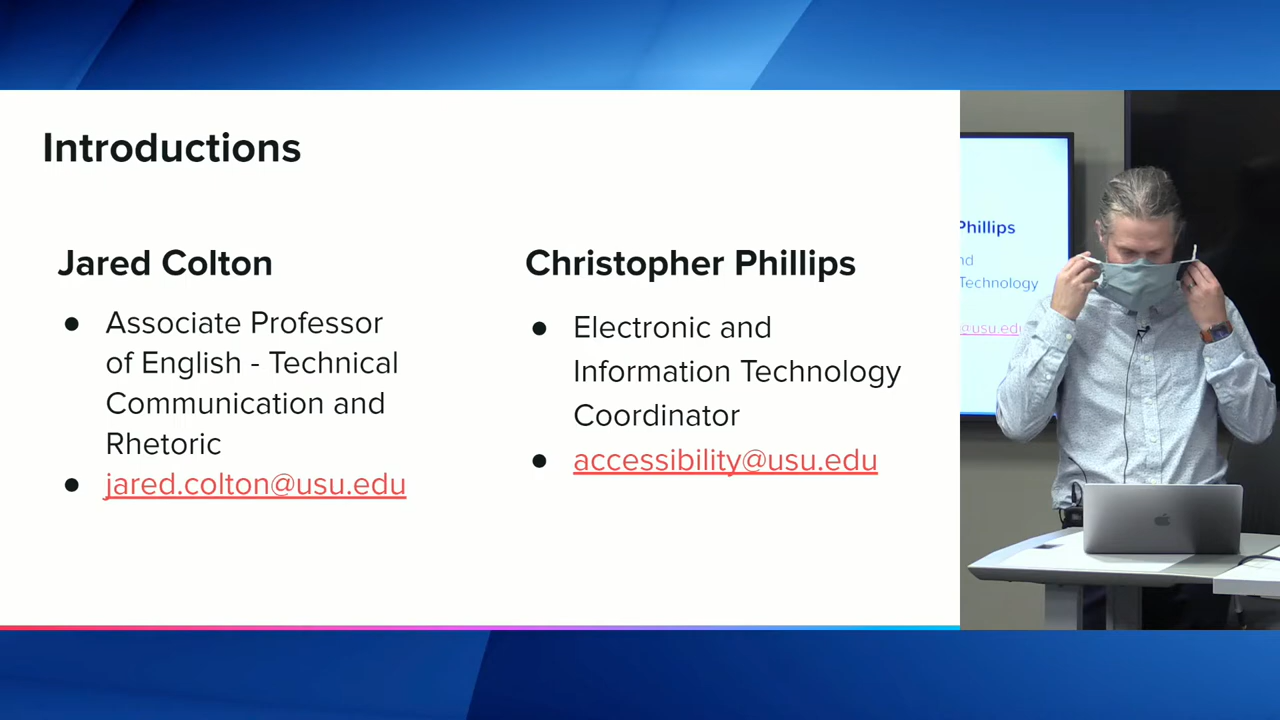 Introductions
Jared Colton
● Associate Professor
of English - Technical
Communication and
Rhetoric
● jared.colton@usu.edu
Christopher Phillips
● Electronic and
Information Technology
Coordinator
● accessibility@usu.edu
Phillips
nd
Technology
@usu.edu